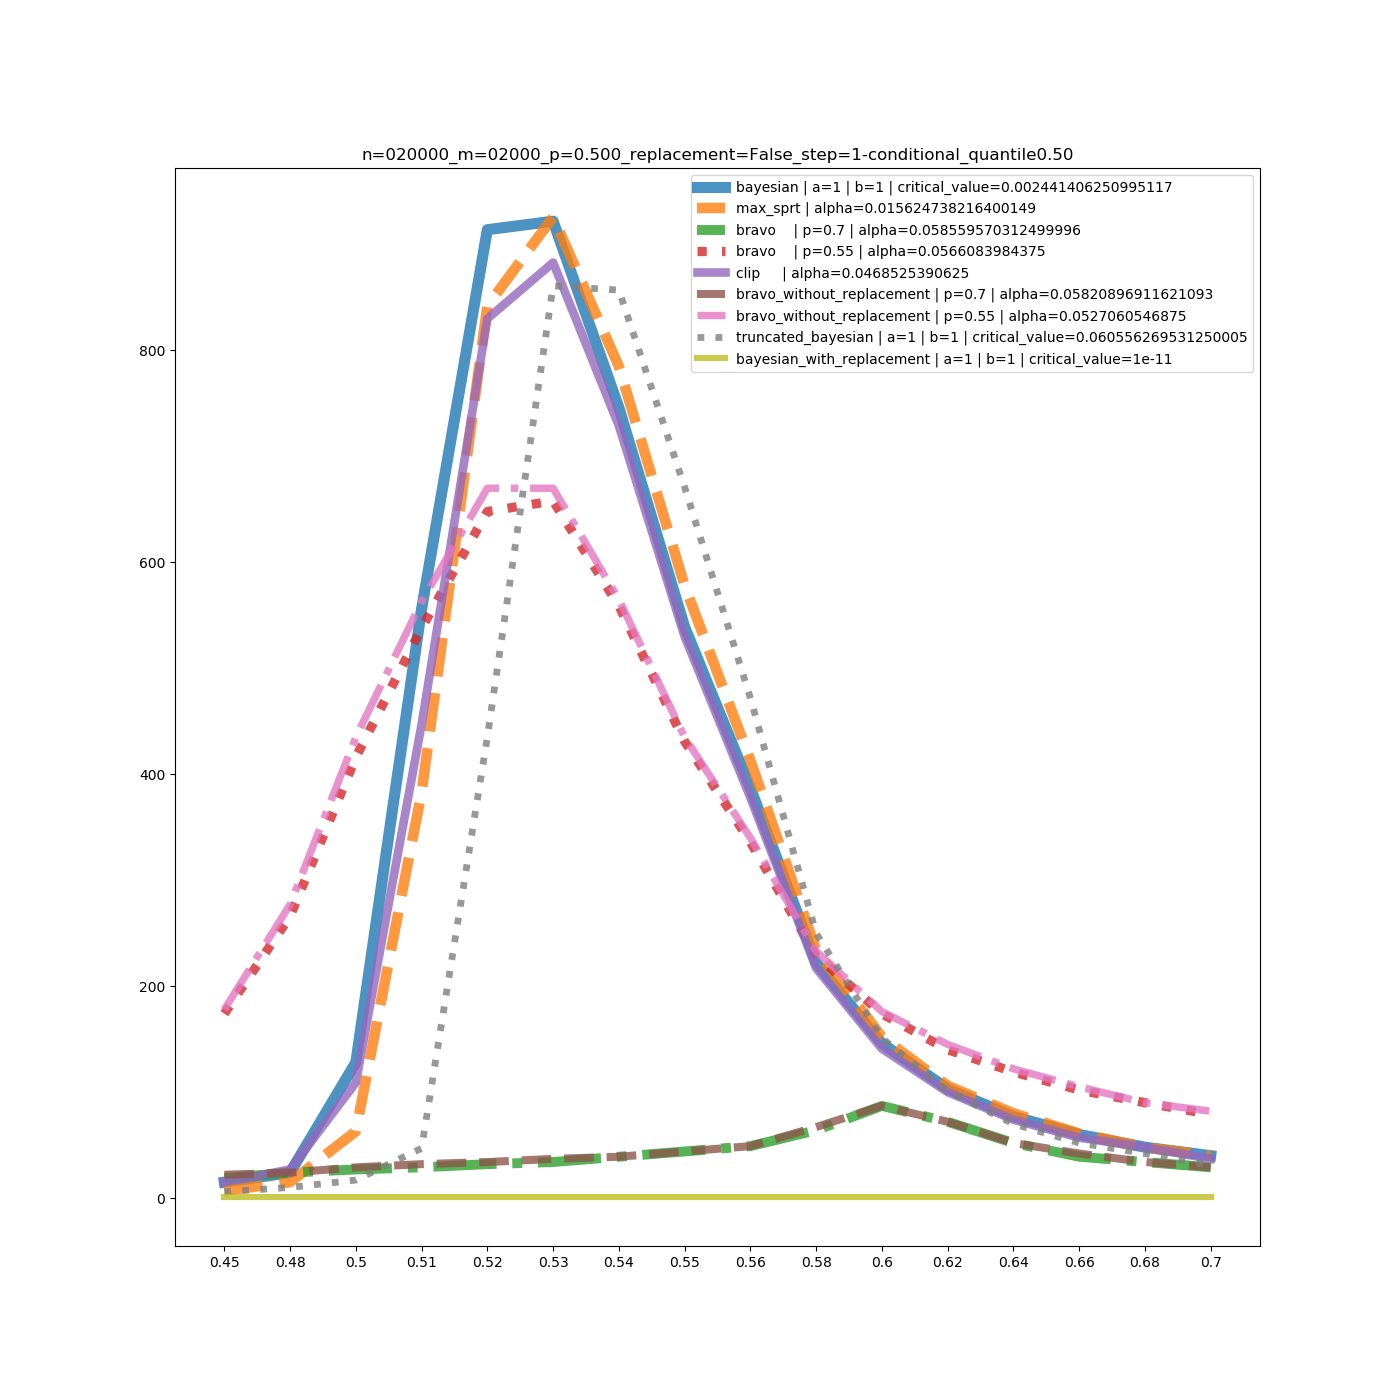 n=020000_m=02000_p=0.500_replacement=False_step=1-conditional_quantile0.50
bayesian | a=1 | b=1 | critical_value=0.002441406250995117
max_sprt | alpha=0.015624738216400149
bravo    | p=0.7 | alpha=0.058559570312499996
bravo    | p=0.55 | alpha=0.0566083984375
clip     | alpha=0.0468525390625
bravo_without_replacement | p=0.7 | alpha=0.05820896911621093
bravo_without_replacement | p=0.55 | alpha=0.0527060546875
truncated_bayesian | a=1 | b=1 | critical_value=0.060556269531250005
bayesian_with_replacement | a=1 | b=1 | critical_value=1e-11
800
600
400
200
0
0.45 0.48 0.5 0.51 0.52 0.53 0.54 0.55 0.56 0.58 0.6 0.62 0.64 0.66 0.68 0.7